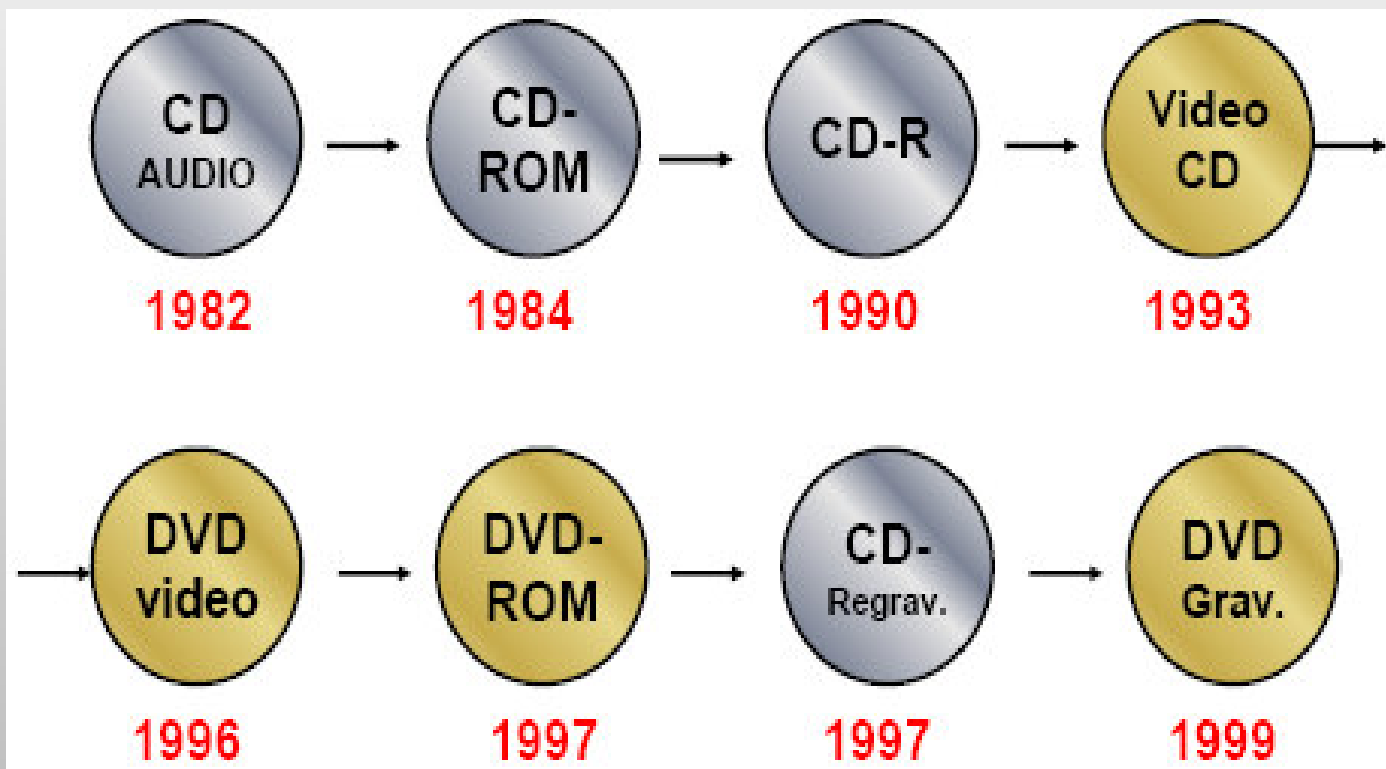 CD
AUDIO
CD-
ROM
CD-R
Video
CD
1982
1984
1990
1993
DVD
video
DVD-
ROM
CD-
Regrav.
DVD
Grav.
1996
1997
1997
1999